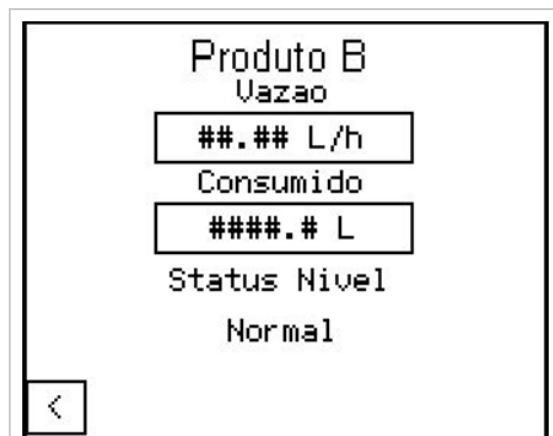 Produto B
Vazao
##.## L/h
Consumido
####.# L
Status Nivel
Normal
<